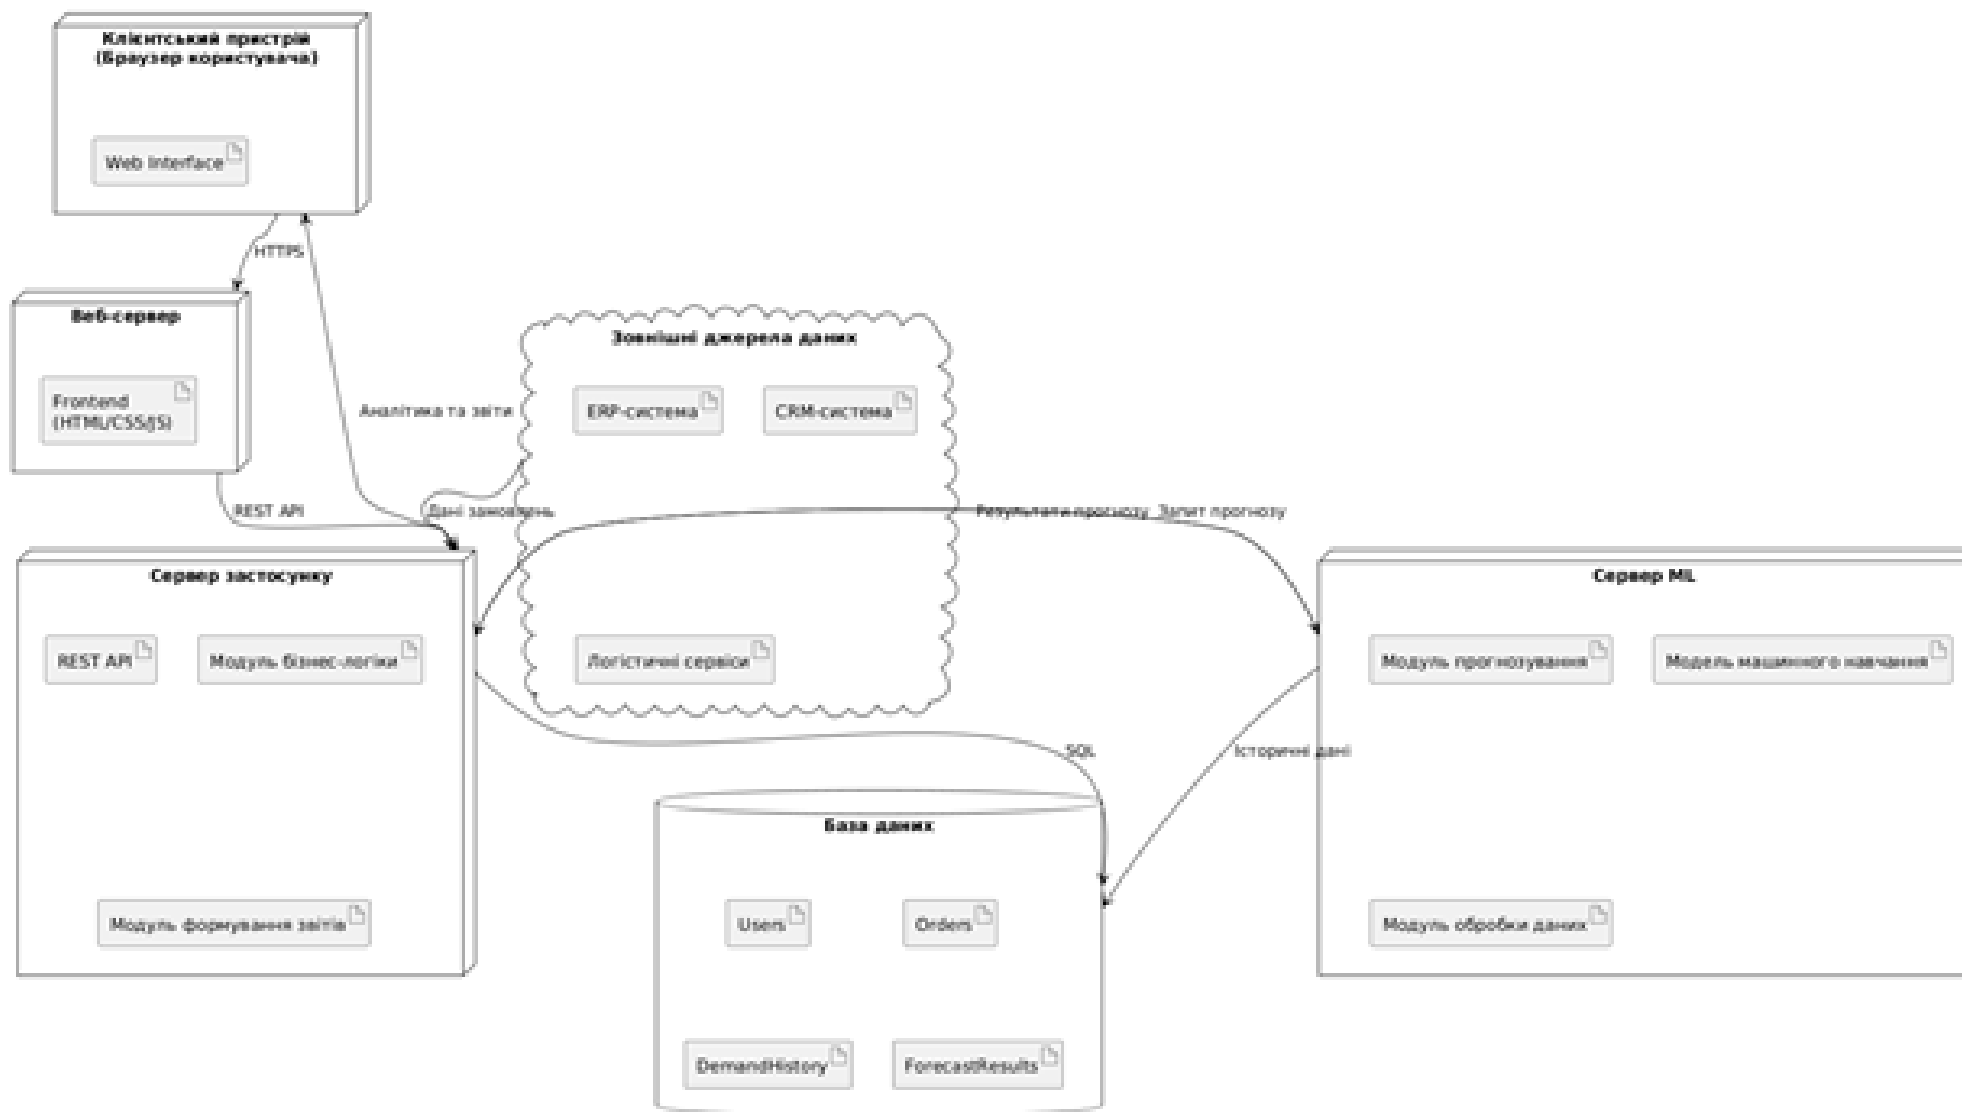 Клієнтський пристрій
(Браузер користувача)
Web Interface
HTTPS
Веб-сервер
Frontend
(HTML/CSS/JS)
Зовнішні джерела даних
ERP-система
CRM-система
Аналітика та звіти
REST API
Дані замовлень
Результати прогнозу
Запит прогнозу
Сервер застосунку
REST API
Модуль бізнес-логіки
Логістичні сервіси
Сервер ML
Модуль прогнозування
Модель машинного навчання
SQL
Історичні дані
База даних
Модуль формування звітів
Users
Orders
Модуль обробки даних
DemandHistory
ForecastResults